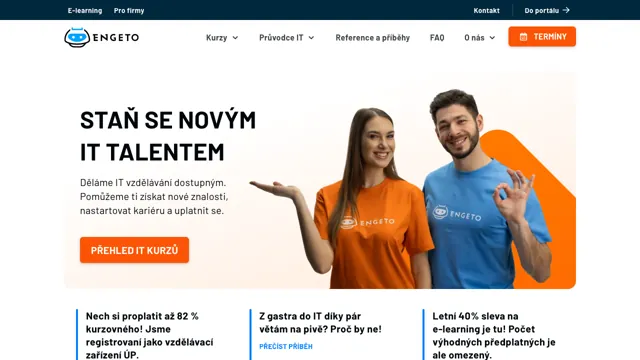 E-learning Pro firmy Kontakt Do portálu
ENGETO Kurzy Průvodce IT Reference a příběhy FAQ O nás TERMÍNY
STAŇ SE NOVÝM
IT TALENTEM
Děláme IT vzdělávání dostupným.
Pomůžeme ti získat nové znalosti,
nastartovat kariéru a uplatnit se.
PŘEHLED IT KURZŮ
ENGETO
ENGETO
Nech si proplatit až 82 %
kurzovného! Jsme
registrovaní jako vzdělávací
zařízení ÚP.
Z gastra do IT díky pár
větám na pivě? Proč by ne!
PŘEČÍST PŘÍBĚH
Letní 40% sleva na
e-learning je tu! Počet
výhodných předplatných je
ale omezený.